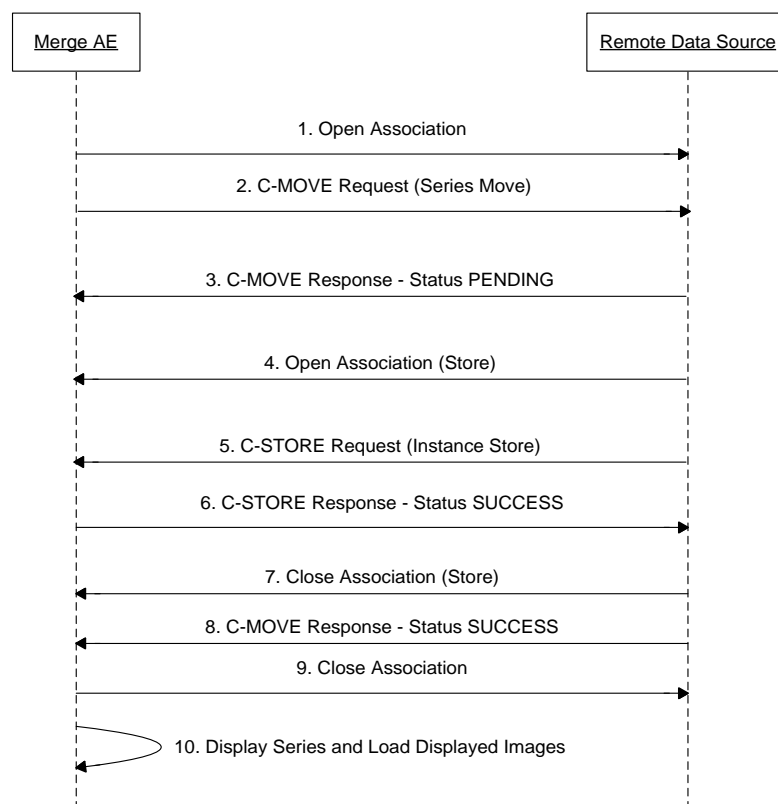 Merge AE
Remote Data Source
1. Open Association
2. C-MOVE Request (Series Move)
3. C-MOVE Response - Status PENDING
4. Open Association (Store)
5. C-STORE Request (Instance Store)
6. C-STORE Response - Status SUCCESS
7. Close Association (Store)
8. C-MOVE Response - Status SUCCESS
9. Close Association
10. Display Series and Load Displayed Images